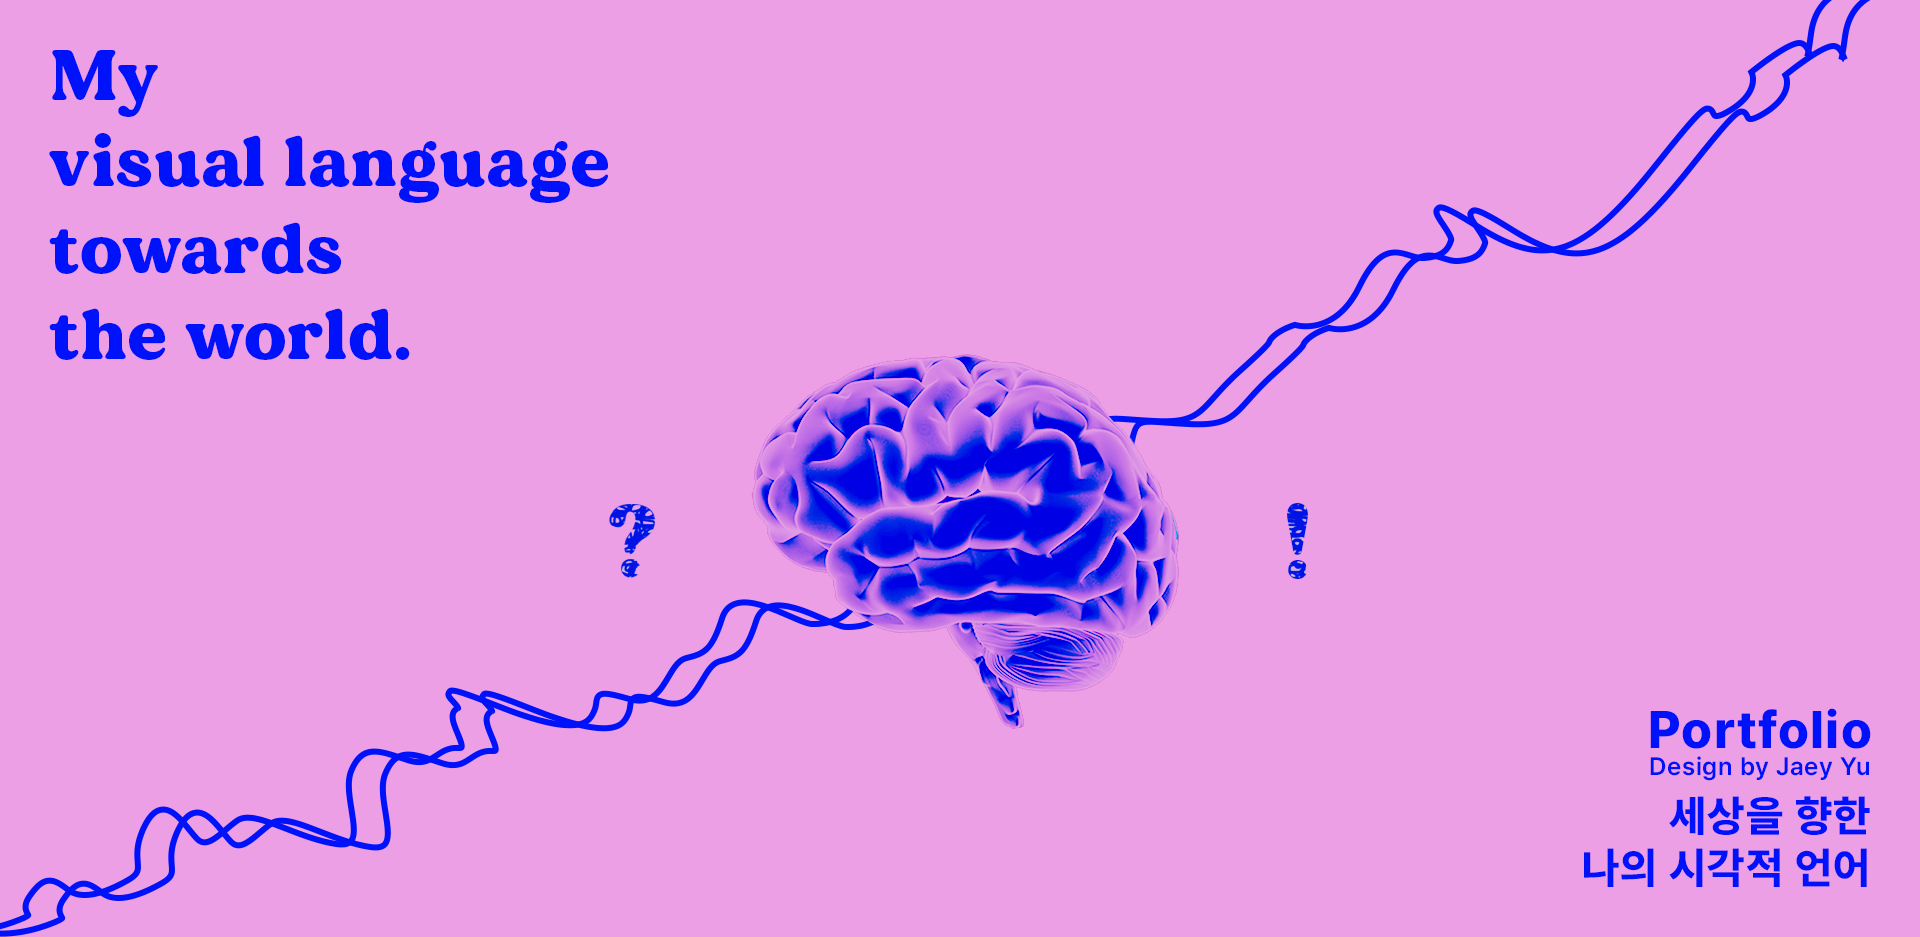 My
visual language
towards
the world.
?
!
Portfolio
Design by Jaey Yu
세상을 향한
나의 시각적 언어